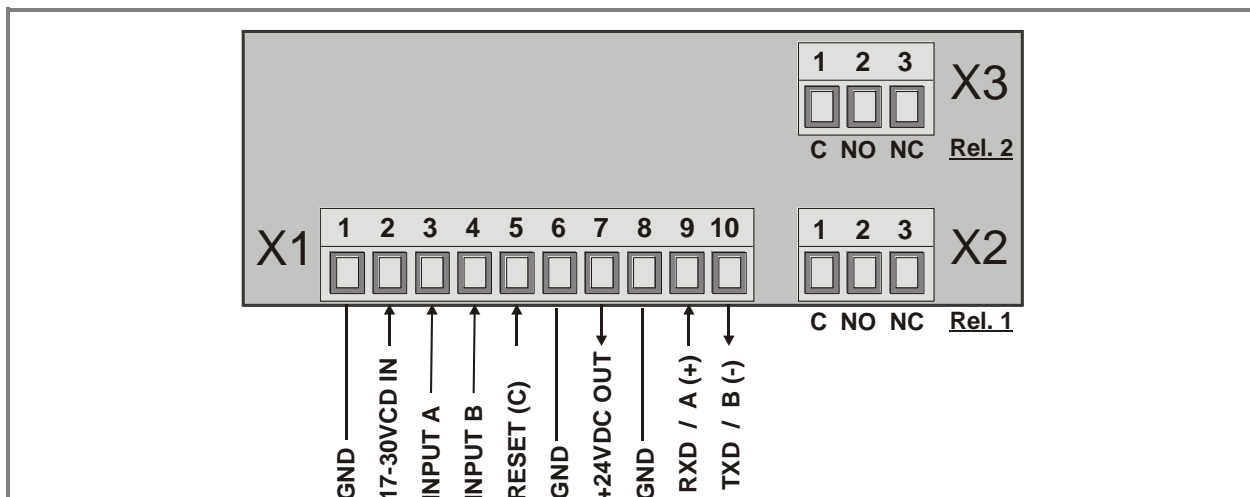 1 2 3
X3
C NO NC Rel. 2
X1
1 2 3 4 5 6 7 8 9 10
1 2 3
X2
C NO NC Rel. 1
GND
17-30VCD IN
INPUT A
INPUT B
RESET (C)
GND
+24VDC OUT
GND
RXD / A (+)
TXD / B (-)